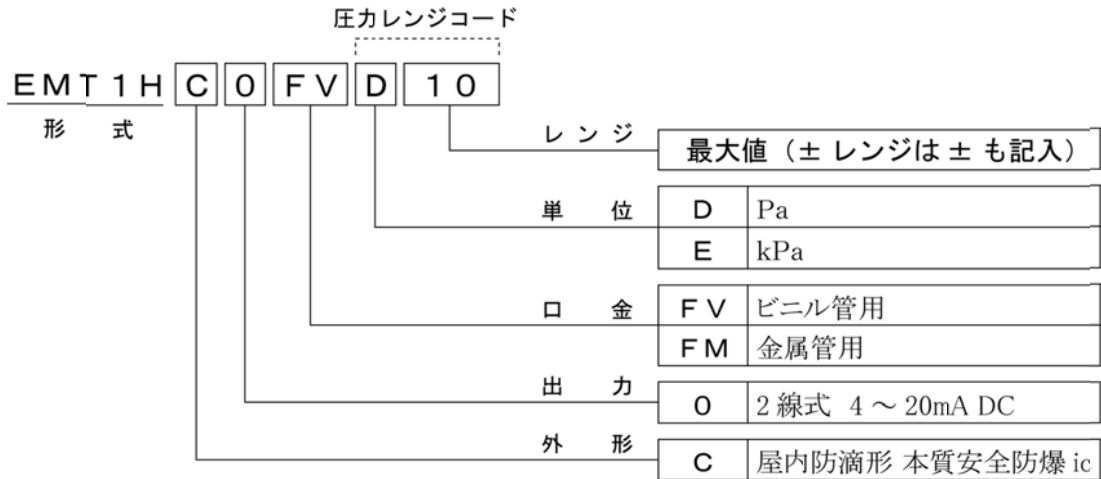 圧力レンジコード
EMT1H C 0 FV D 10
形 式
レンジ 最大値（± レンジは ± も記入）
単 位 D Pa
E kPa
口 金 FV ビニル管用
FM 金属管用
出 力 0 2 線式 4 ～ 20mA DC
外 形 C 屋内防滴形 本質安全防爆 ic